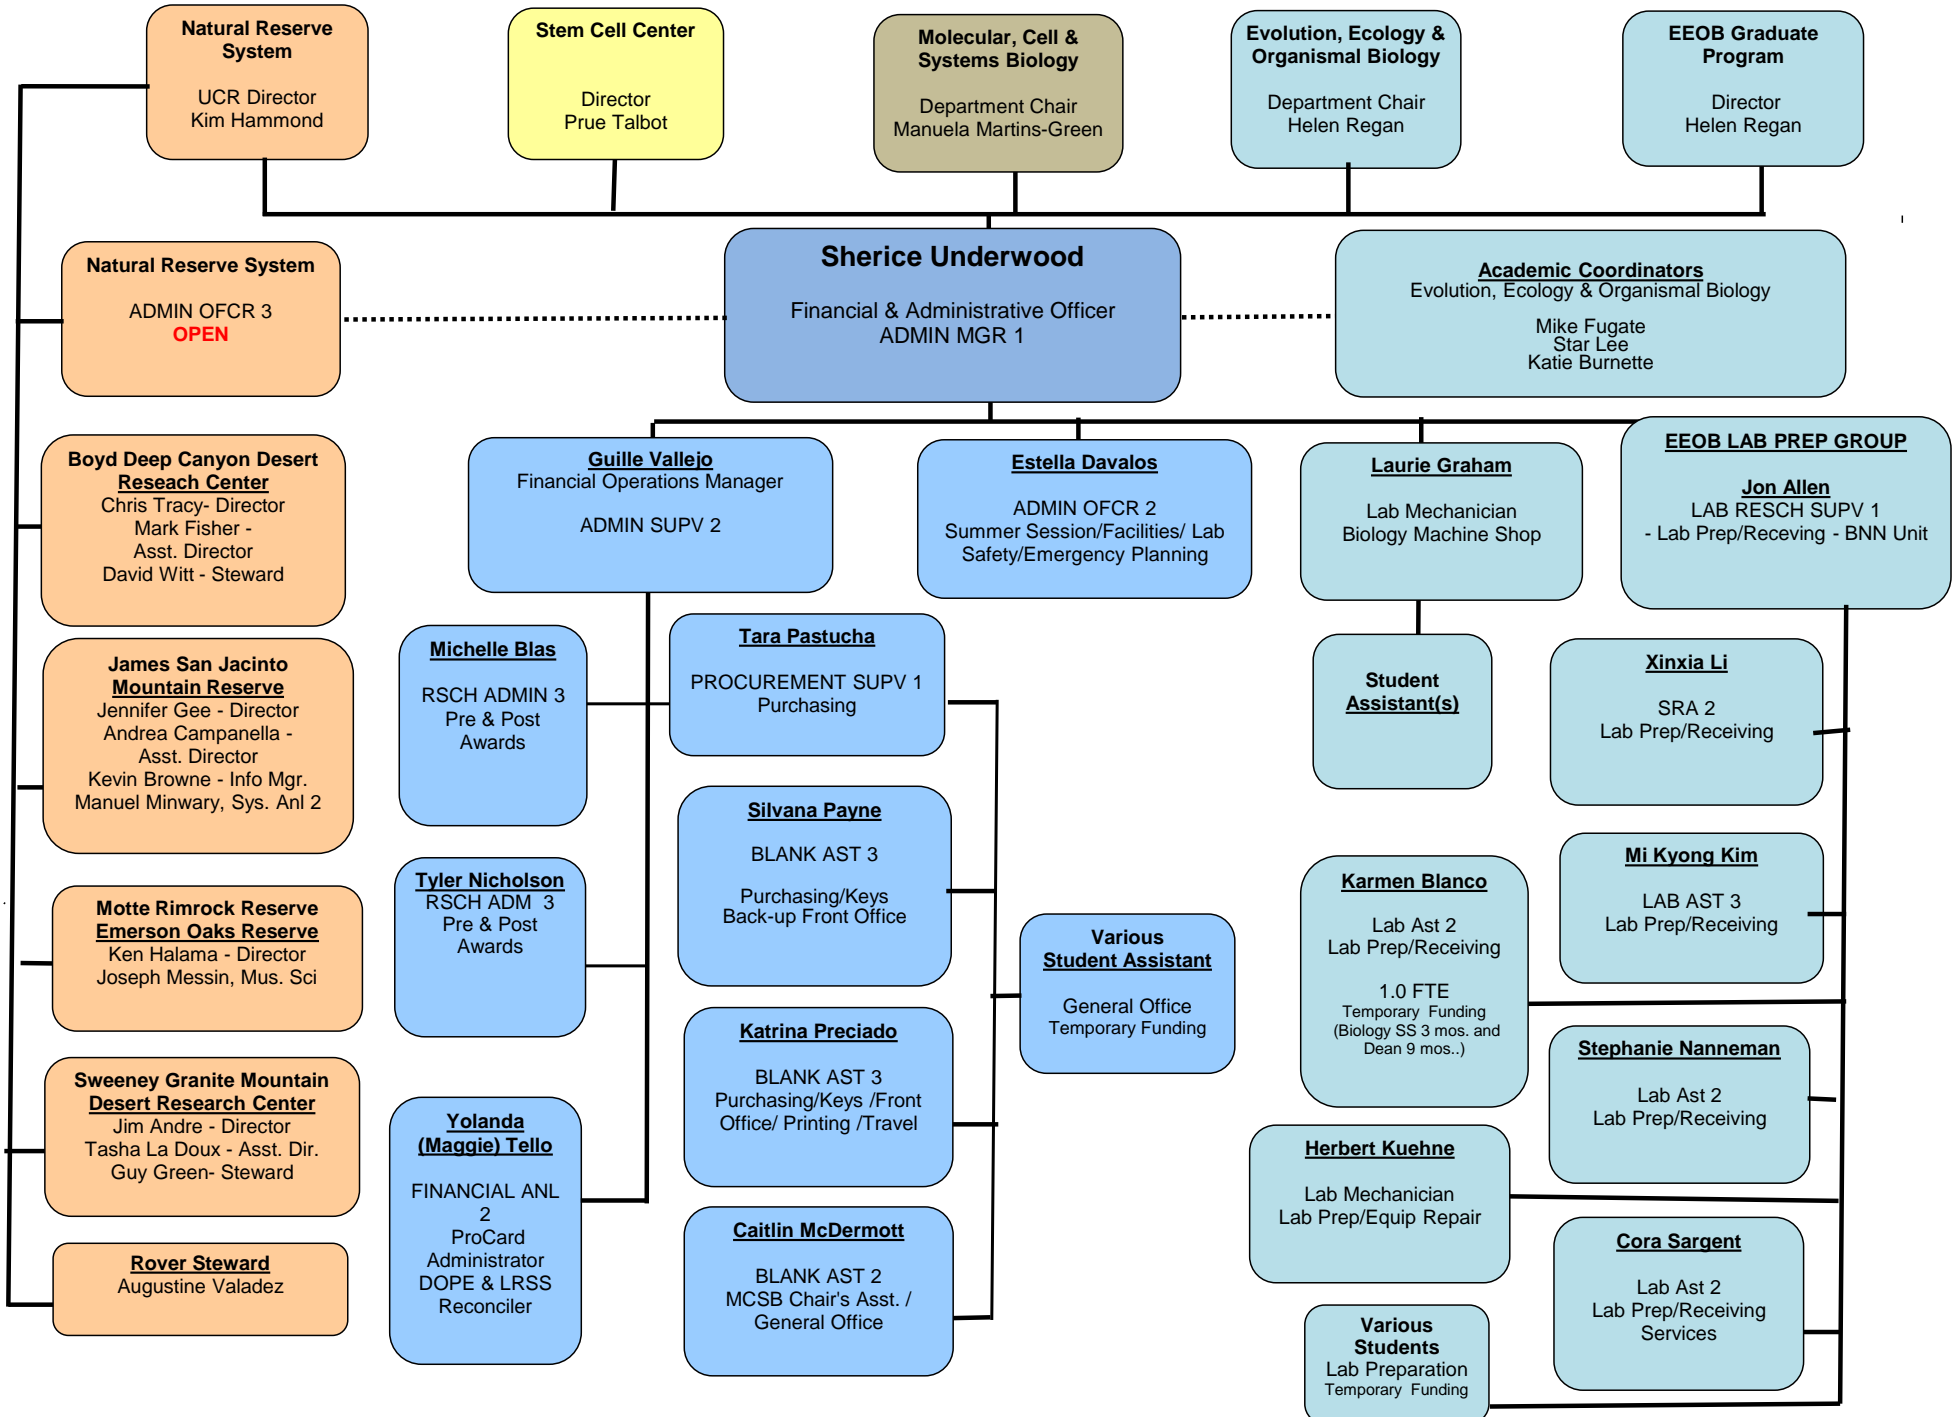 Natural Reserve
System
UCR Director
Kim Hammond
Stem Cell Center
Director
Prue Talbot
Molecular, Cell &
Systems Biology
Department Chair
Manuela Martins-Green
Evolution, Ecology &
Organismal Biology
Department Chair
Helen Regan
EEOB Graduate
Program
Director
Helen Regan
Natural Reserve System
ADMIN OFCR 3
OPEN
Sherice Underwood
Financial & Administrative Officer
ADMIN MGR 1
Academic Coordinators
Evolution, Ecology & Organismal Biology
Mike Fugate
Star Lee
Katie Burnette
Boyd Deep Canyon Desert
Reseach Center
Chris Tracy- Director
Mark Fisher -
Asst. Director
David Witt - Steward
James San Jacinto
Mountain Reserve
Jennifer Gee - Director
Andrea Campanella -
Asst. Director
Kevin Browne - Info Mgr.
Manuel Minwary, Sys. Anl 2
Motte Rimrock Reserve
Emerson Oaks Reserve
Ken Halama - Director
Joseph Messin, Mus. Sci
Sweeney Granite Mountain
Desert Research Center
Jim Andre - Director
Tasha La Doux - Asst. Dir.
Guy Green- Steward
Rover Steward
Augustine Valadez
Guille Vallejo
Financial Operations Manager
ADMIN SUPV 2
Estella Davalos
ADMIN OFCR 2
Summer Session/Facilities/ Lab
Safety/Emergency Planning
Laurie Graham
Lab Mechanician
Biology Machine Shop
EEOB LAB PREP GROUP
Jon Allen
LAB RESCH SUPV 1
- Lab Prep/Receving - BNN Unit
Michelle Blas
RSCH ADMIN 3
Pre & Post
Awards
Tyler Nicholson
RSCH ADM  3
Pre & Post
Awards
Yolanda
(Maggie) Tello
FINANCIAL ANL
2
ProCard
Administrator
DOPE & LRSS
Reconciler
Tara Pastucha
PROCUREMENT SUPV 1
Purchasing
Silvana Payne
BLANK AST 3
Purchasing/Keys
Back-up Front Office
Katrina Preciado
BLANK AST 3
Purchasing/Keys /Front
Office/ Printing /Travel
Caitlin McDermott
BLANK AST 2
MCSB Chair's Asst. /
General Office
Various
Student Assistant
General Office
Temporary Funding
Student
Assistant(s)
Xinxia Li
SRA 2
Lab Prep/Receiving
Mi Kyong Kim
LAB AST 3
Lab Prep/Receiving
Karmen Blanco
Lab Ast 2
Lab Prep/Receiving
1.0 FTE
Temporary  Funding
(Biology SS 3 mos. and
Dean 9 mos..)
Stephanie Nanneman
Lab Ast 2
Lab Prep/Receiving
Herbert Kuehne
Lab Mechanician
Lab Prep/Equip Repair
Cora Sargent
Lab Ast 2
Lab Prep/Receiving
Services
Various
Students
Lab Preparation
Temporary  Funding